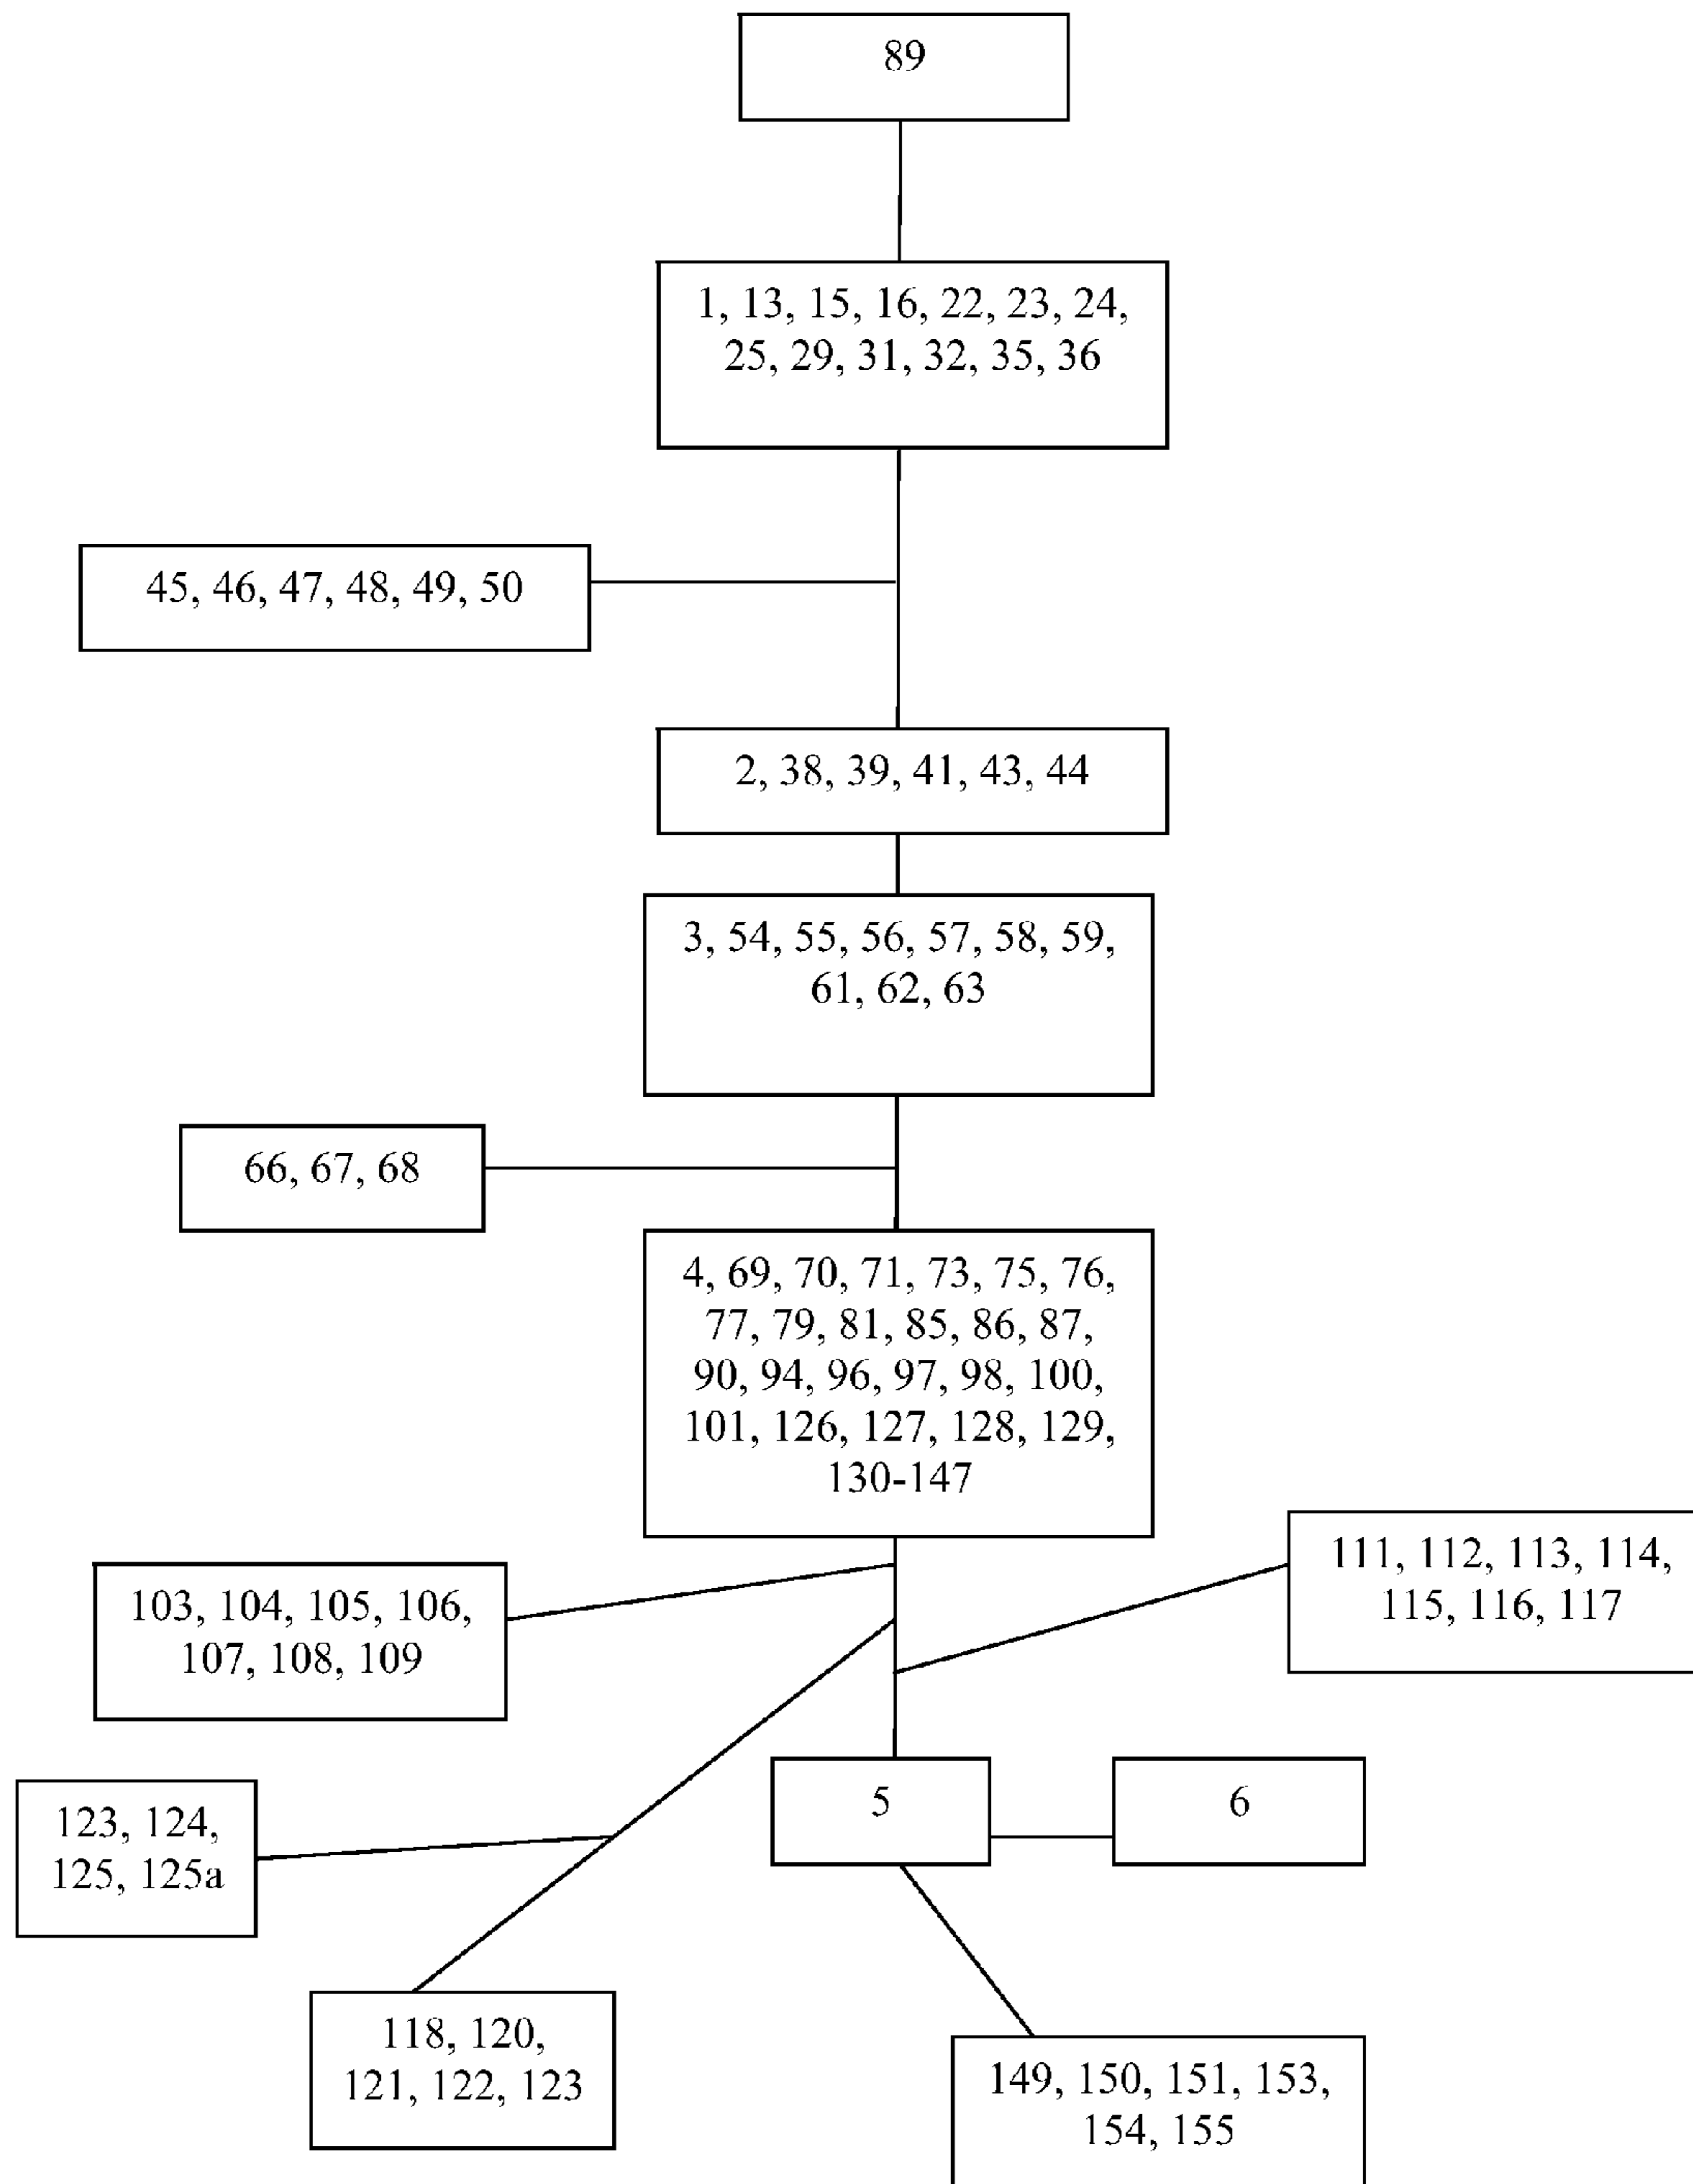 89
1, 13, 15, 16, 22, 23, 24,
25, 29, 31, 32, 35, 36
45, 46, 47, 48, 49, 50
2, 38, 39, 41, 43, 44
3, 54, 55, 56, 57, 58, 59,
61, 62, 63
66, 67, 68
4, 69, 70, 71, 73, 75, 76,
77, 79, 81, 85, 86, 87,
90, 94, 96, 97, 98, 100,
101, 126, 127, 128, 129,
130-147
111, 112, 113, 114,
115, 116, 117
103, 104, 105, 106,
107, 108, 109
5
6
123, 124,
125, 125a
118, 120,
121, 122, 123
149, 150, 151, 153,
154, 155